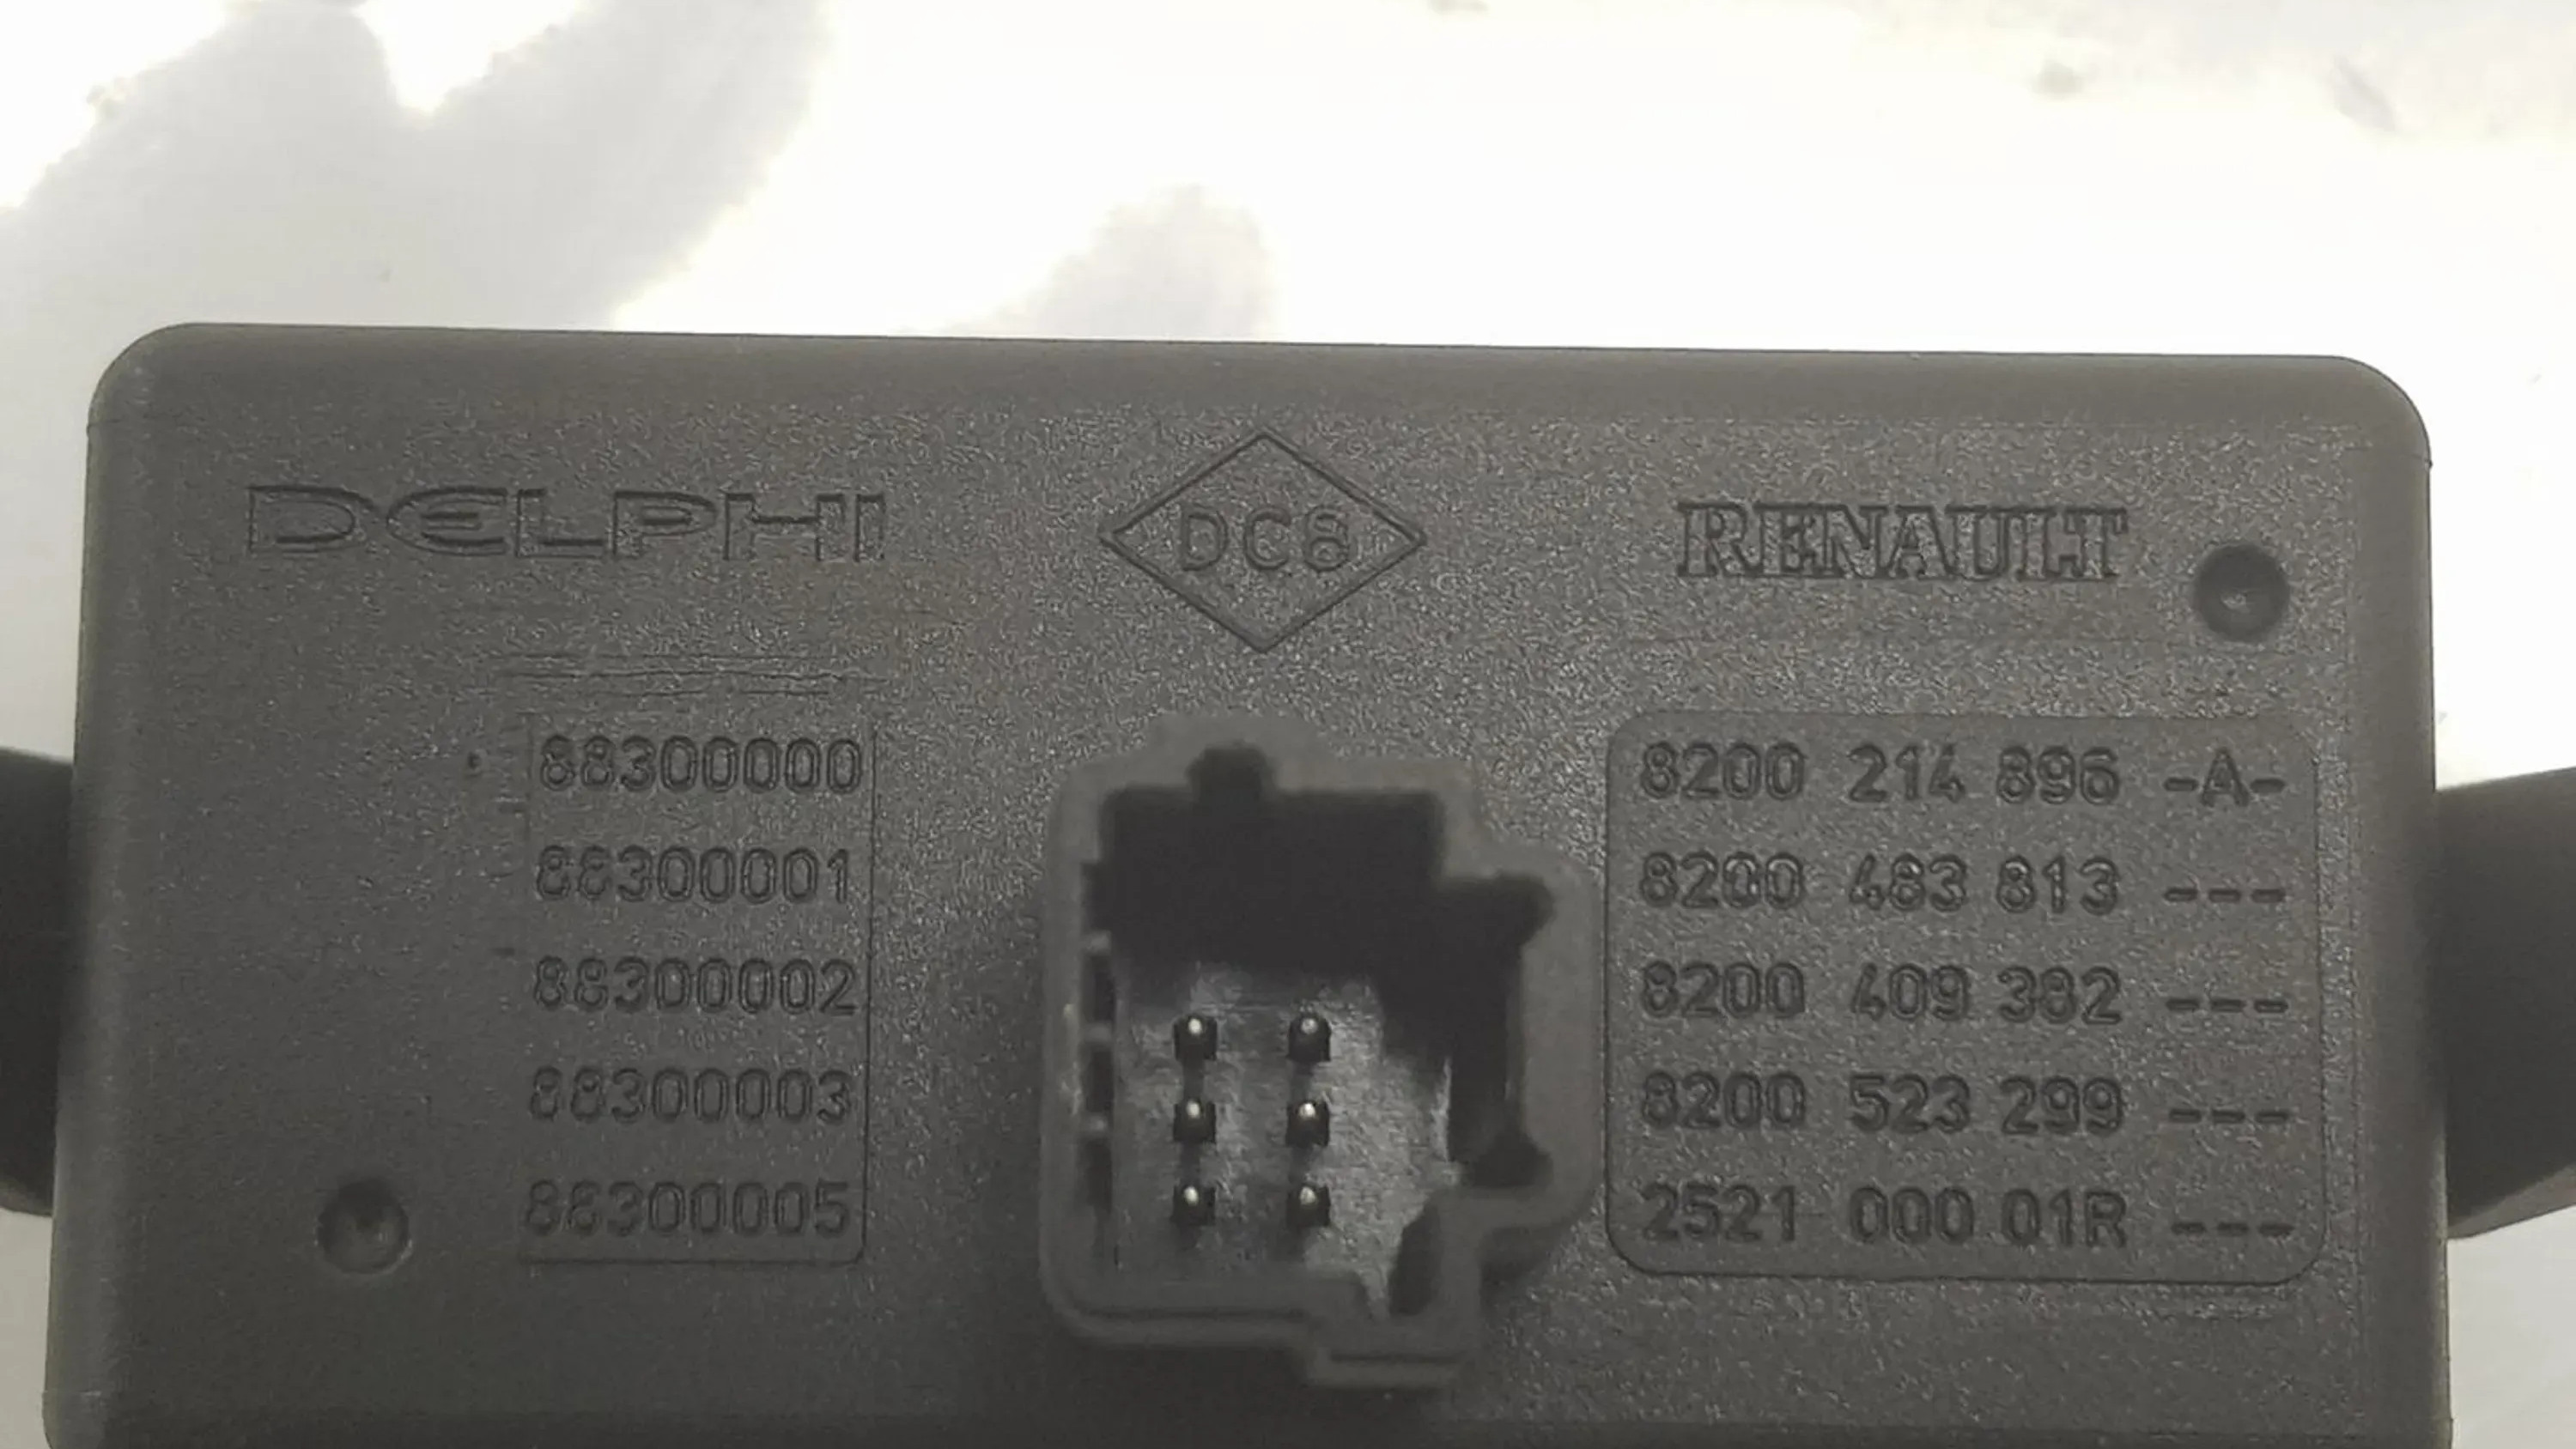 DELPHI
DC8
RENAULT
88300000
88300001
88300002
88300003
88300005
8200 214 896 -A-
8200 483 813 ---
8200 409 382 ---
8200 523 299 ---
2521 000 01R ---